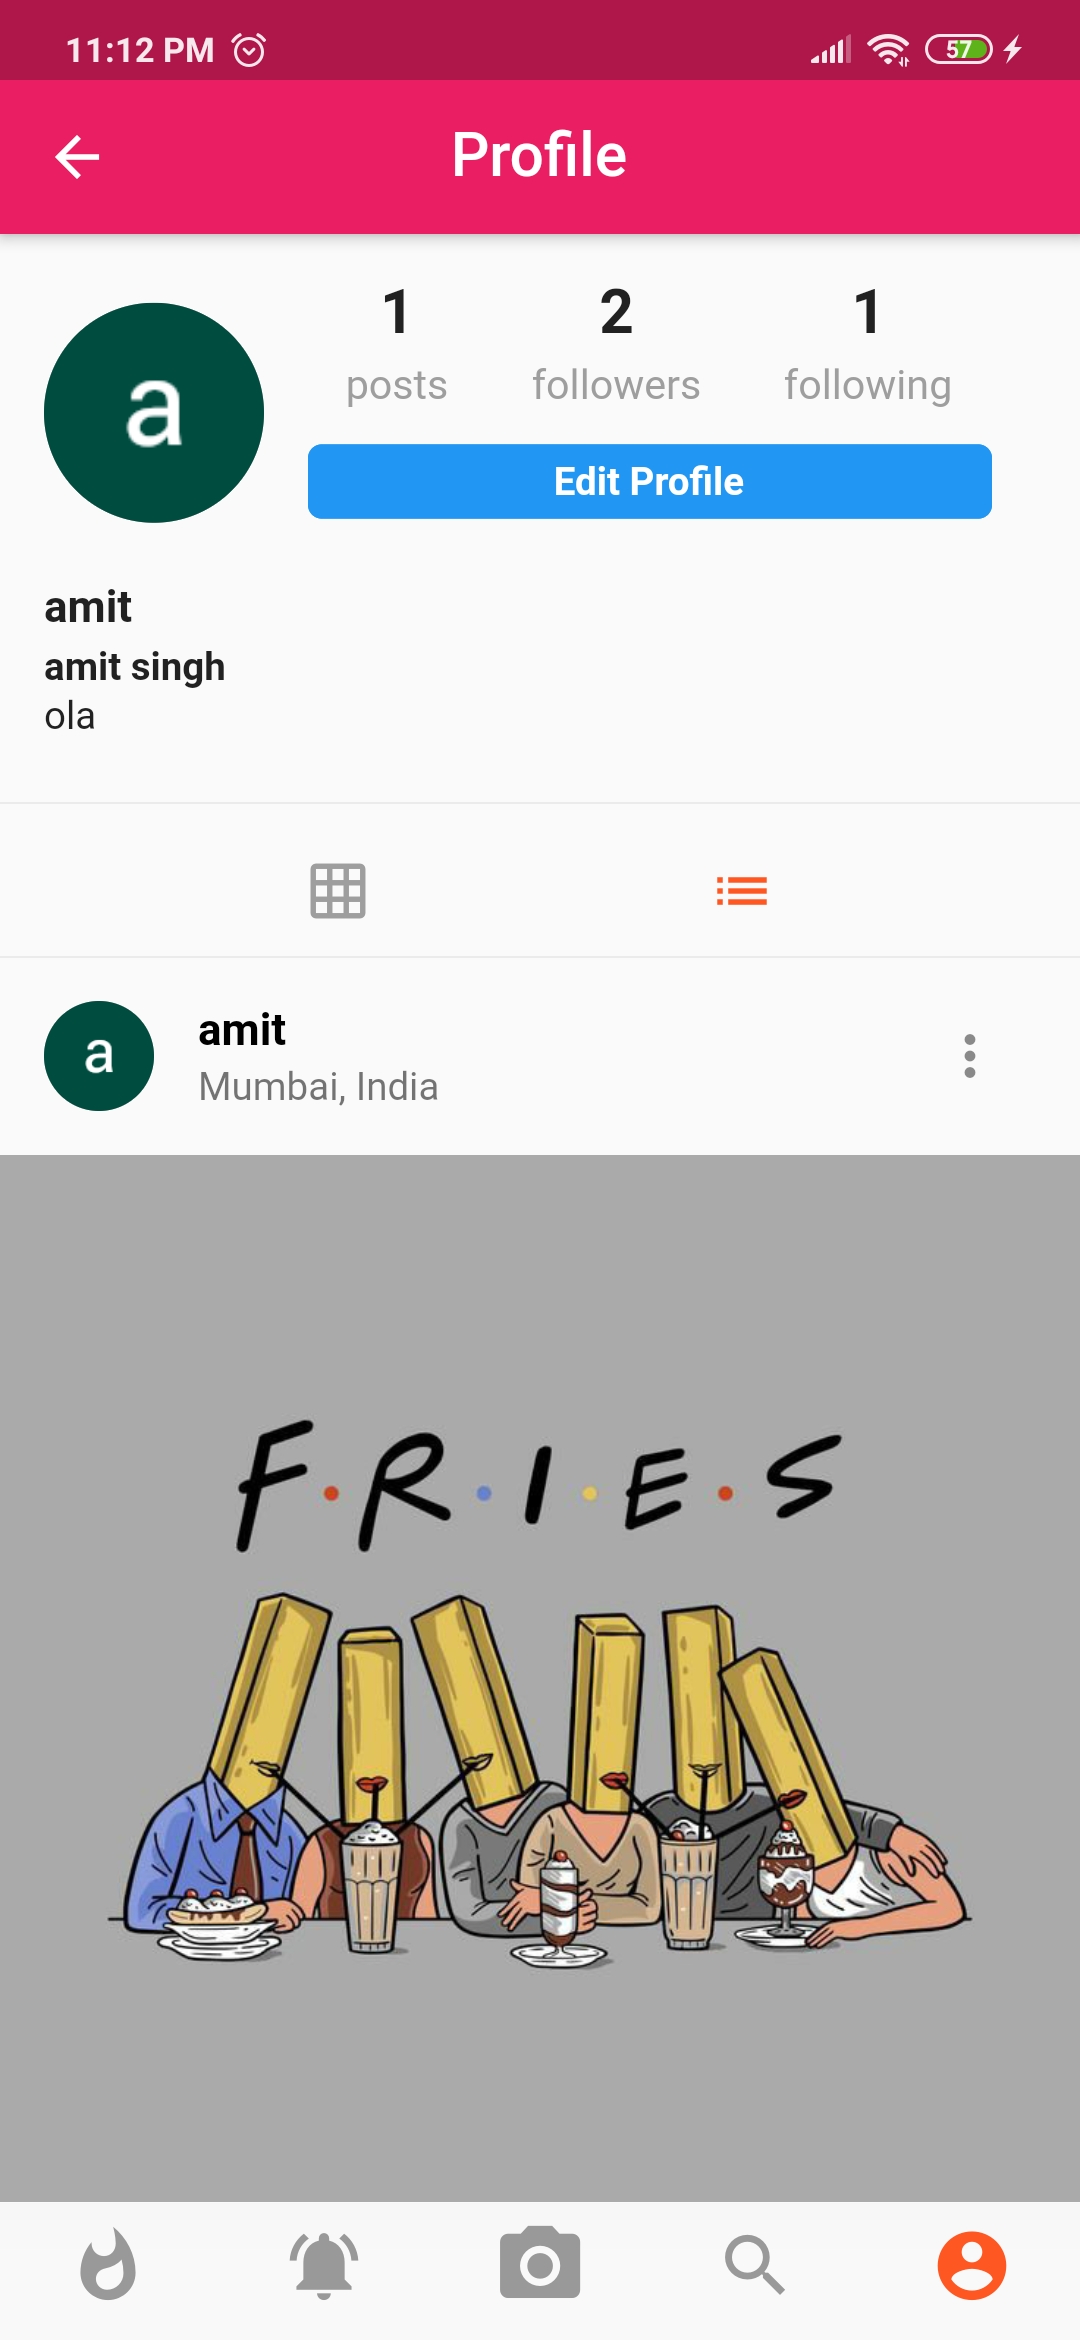 11:12 PM 57
Profile
1 2 1
a
posts followers following
Edit Profile
amit
amit singh
ola
a
amit
Mumbai, India
F·R·I·E·S